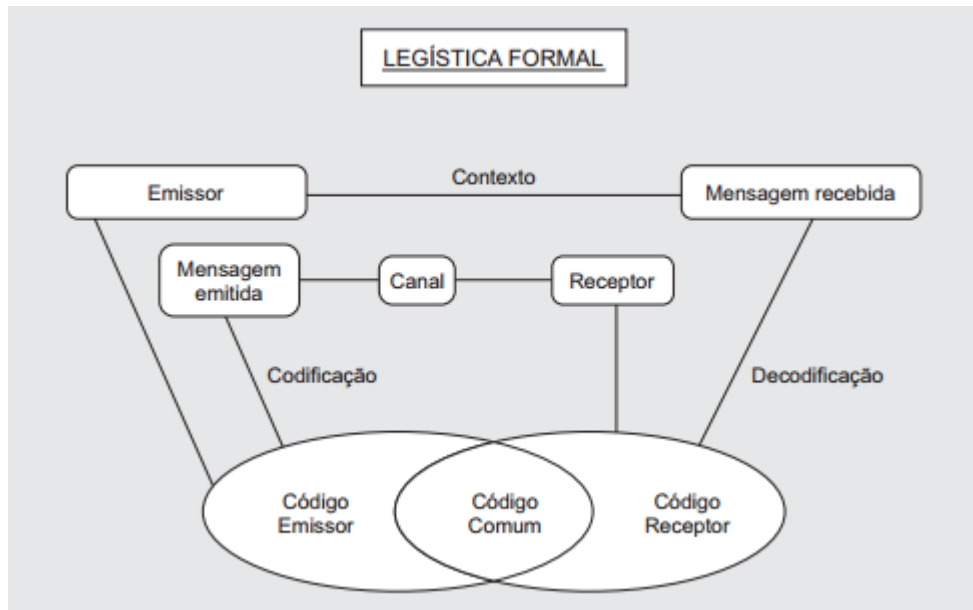 LEGÍSTICA FORMAL
Contexto
Emissor
Mensagem recebida
Mensagem
emitida
Canal
Receptor
Codificação
Decodificação
Código
Emissor
Código
Comum
Código
Receptor